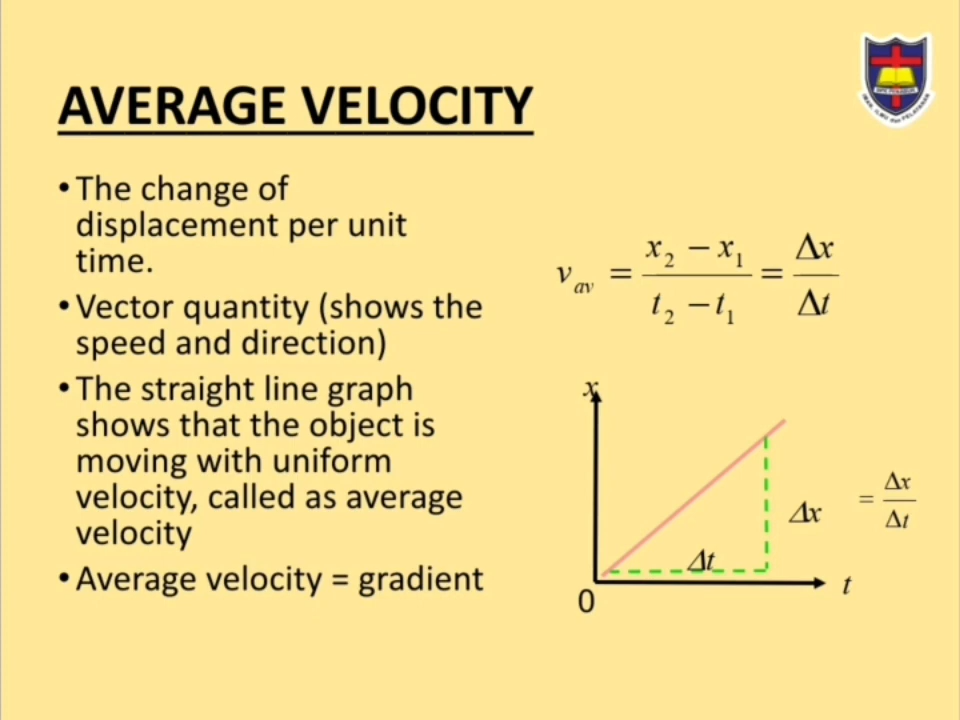 AVERAGE VELOCITY
• The change of
displacement per unit
time.
• Vector quantity (shows the
speed and direction)
• The straight line graph
shows that the object is
moving with uniform
velocity, called as average
velocity
• Average velocity = gradient
v_av = (x₂ − x₁)/(t₂ − t₁) = Δx/Δt
x
Δx
= Δx/Δt
Δt
t
0